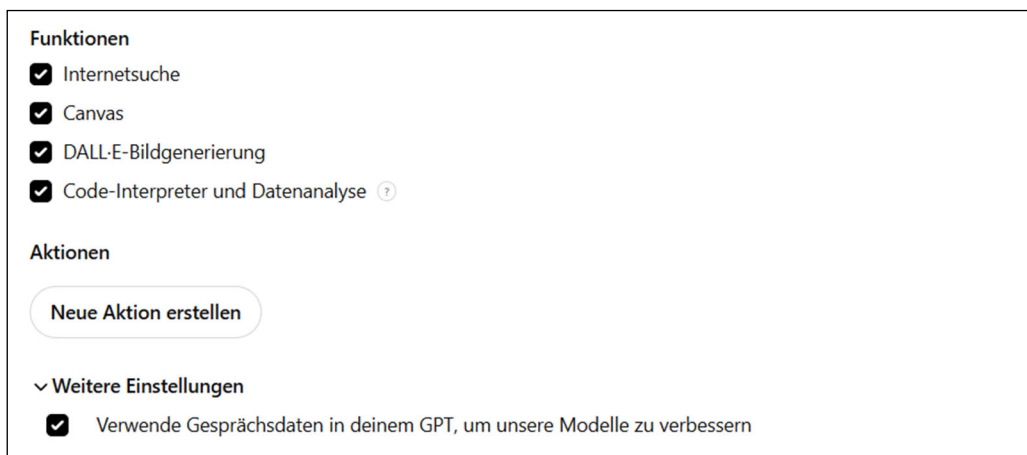 Funktionen
Internetsuche
Canvas
DALL·E-Bildgenerierung
Code-Interpreter und Datenanalyse ?
Aktionen
Neue Aktion erstellen
Weitere Einstellungen
Verwende Gesprächsdaten in deinem GPT, um unsere Modelle zu verbessern